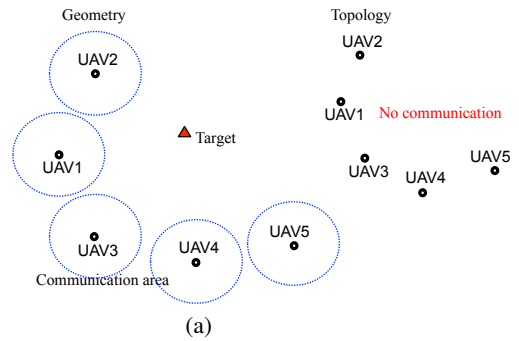 Geometry
Topology
UAV2
UAV2
UAV1
No communication
Target
UAV1
UAV3
UAV5
UAV4
UAV3
UAV4
UAV5
Communication area
(a)